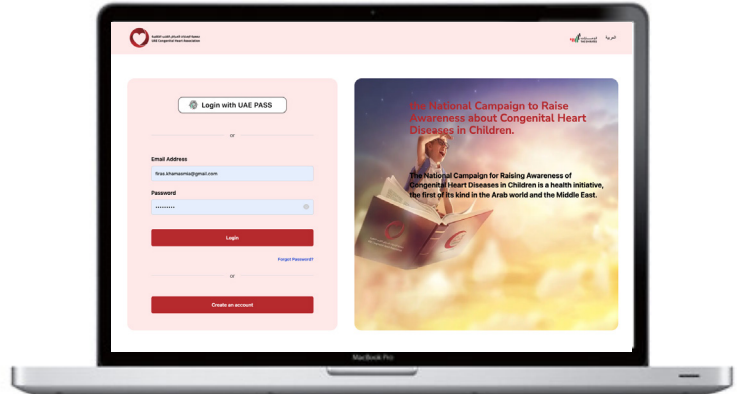 UAE Congenital Heart Association
العربية
Login with UAE PASS
or
Email Address
firas.khamasmia@gmail.com
Password
Login
Forgot Password?
or
Create an account
the National Campaign to Raise
Awareness about Congenital Heart
Diseases in Children.
The National Campaign for Raising Awareness of
Congenital Heart Diseases in Children is a health initiative,
the first of its kind in the Arab world and the Middle East.
MacBook Pro